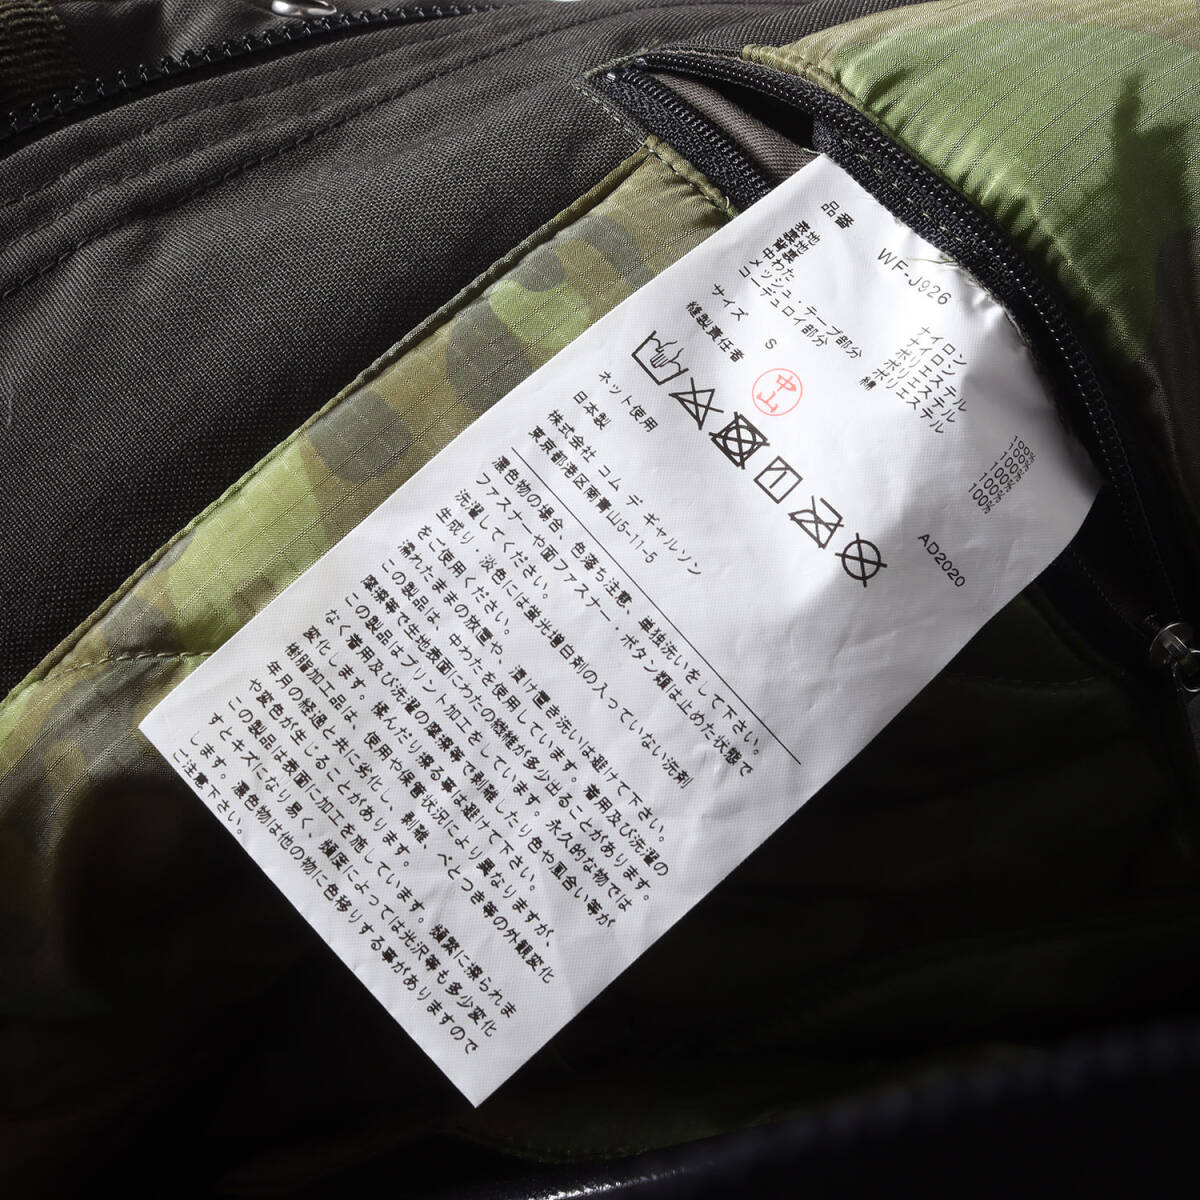 品番 WF-J926
表地 ナイロン 100%
裏地 ナイロン 100%
中わた ポリエステル 100%
メッシュ・テープ部分 ポリエステル 100%
コーデュロイ部分 綿 100%
ポリエステル 100%
サイズ S AD2020
縫製責任者 中山
ネット使用
日本製
株式会社 コム デ ギャルソン
東京都港区南青山5-11-5
濃色物の場合、色落ち注意、単独洗いをして下さい。
ファスナーや面ファスナー・ボタン類は止めた状態で
洗濯してください。
生成り、淡色には蛍光増白剤の入っていない洗剤
をご使用ください。
濡れたままの放置や、漬け置き洗いは避けて下さい。
この製品は、中わたを使用しています。着用及び洗濯の
摩擦等で生地表面にわたの繊維が多少出ることがあります。
この製品はプリント加工をしています。永久的な物では
なく着用及び洗濯の摩擦等で剥離したり色や風合い等が
変化します。揉んだり擦る事は避けて下さい。
樹脂加工品は、使用や保管状況により異なりますが、
年月の経過と共に劣化し、剥離、べとつき等の外観変化
や変色が生じることがあります。
この製品は表面に加工を施しています。頻繁に擦られま
すとキズになり易く、頻度によっては光沢等も多少変化
します。濃色物は他の物に色移りする事がありますので
ご注意下さい。